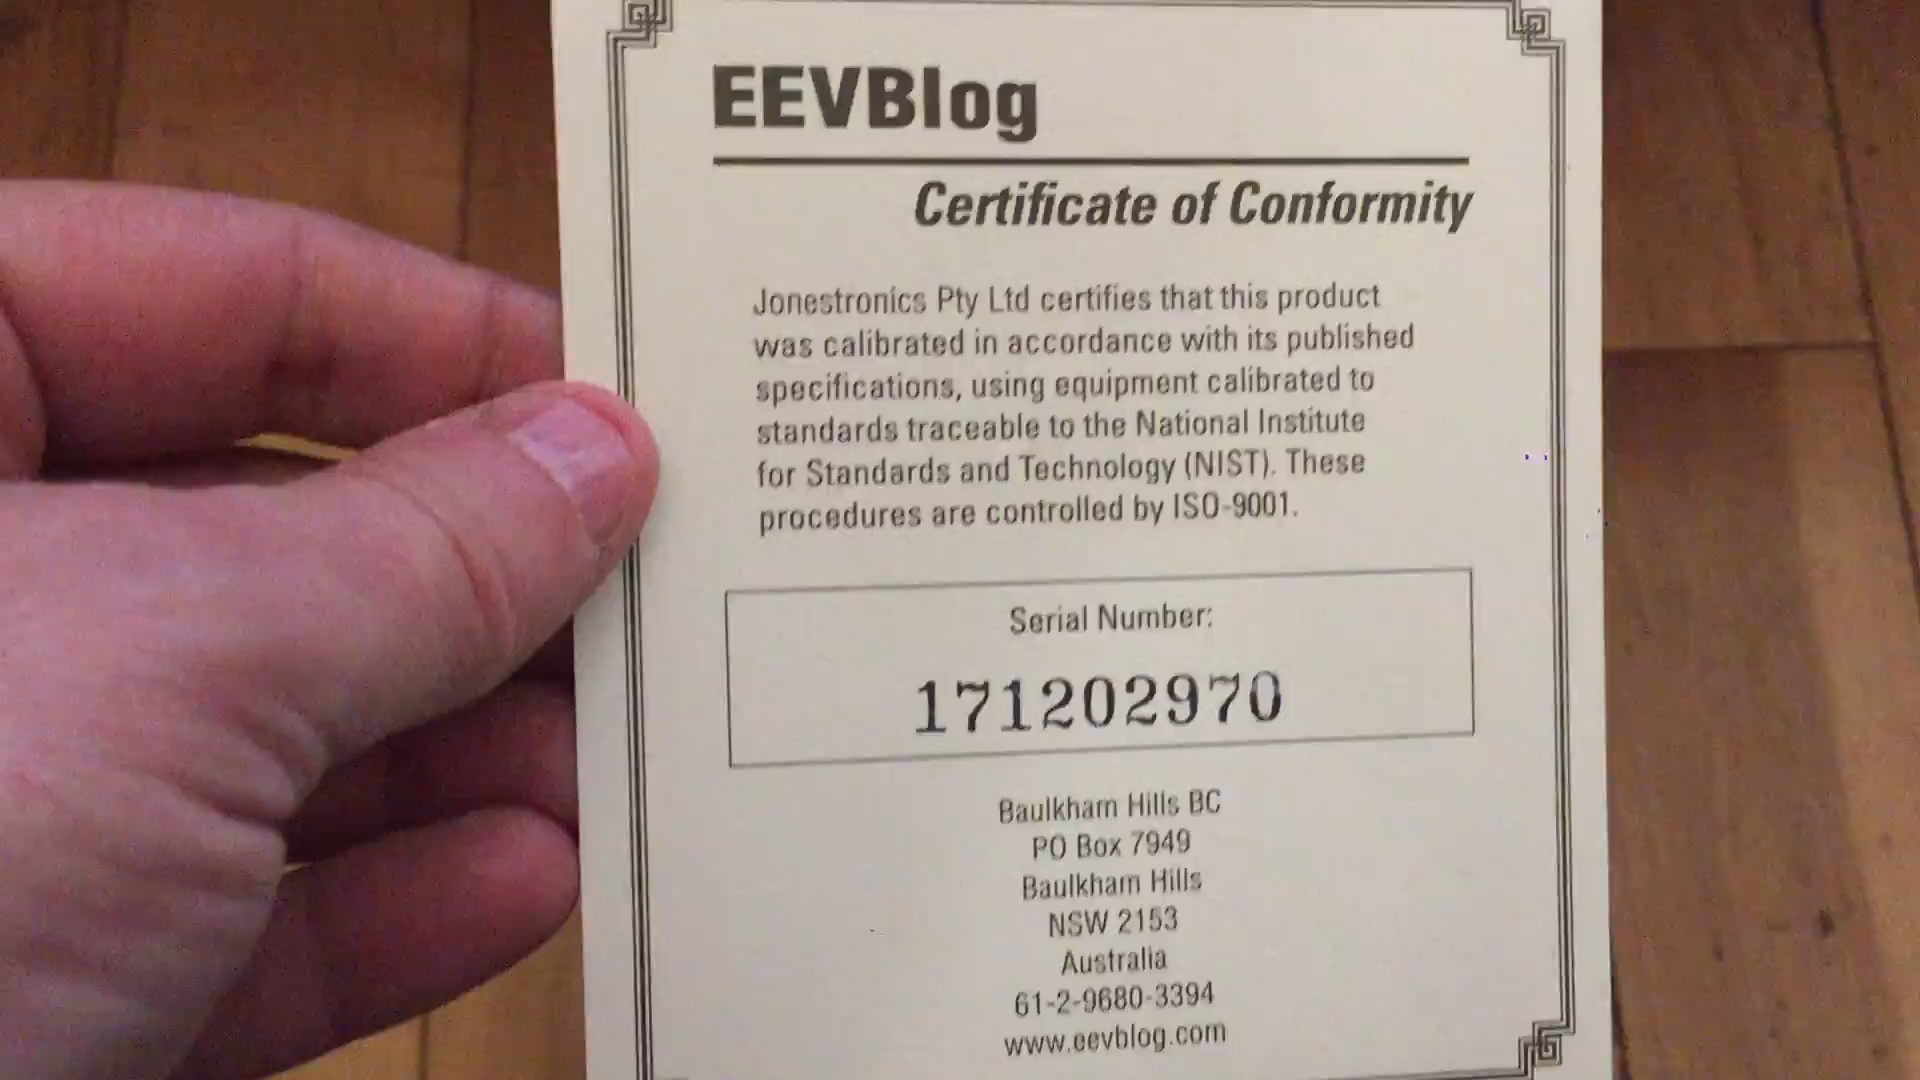 EEVBlog
Certificate of Conformity
Jonestronics Pty Ltd certifies that this product
was calibrated in accordance with its published
specifications, using equipment calibrated to
standards traceable to the National Institute
for Standards and Technology (NIST). These
procedures are controlled by ISO-9001.
Serial Number:
171202970
Baulkham Hills BC
PO Box 7949
Baulkham Hills
NSW 2153
Australia
61-2-9680-3394
www.eevblog.com